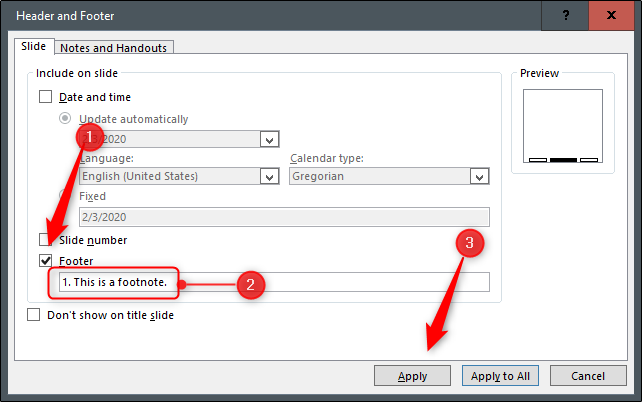 Header and Footer
?
Slide
Notes and Handouts
Include on slide
Preview
Date and time
Update automatically
1
/2020
Language:
Calendar type:
English (United States)
Gregorian
Fixed
2/3/2020
Slide number
3
Footer
1. This is a footnote.
2
Don't show on title slide
Apply
Apply to All
Cancel